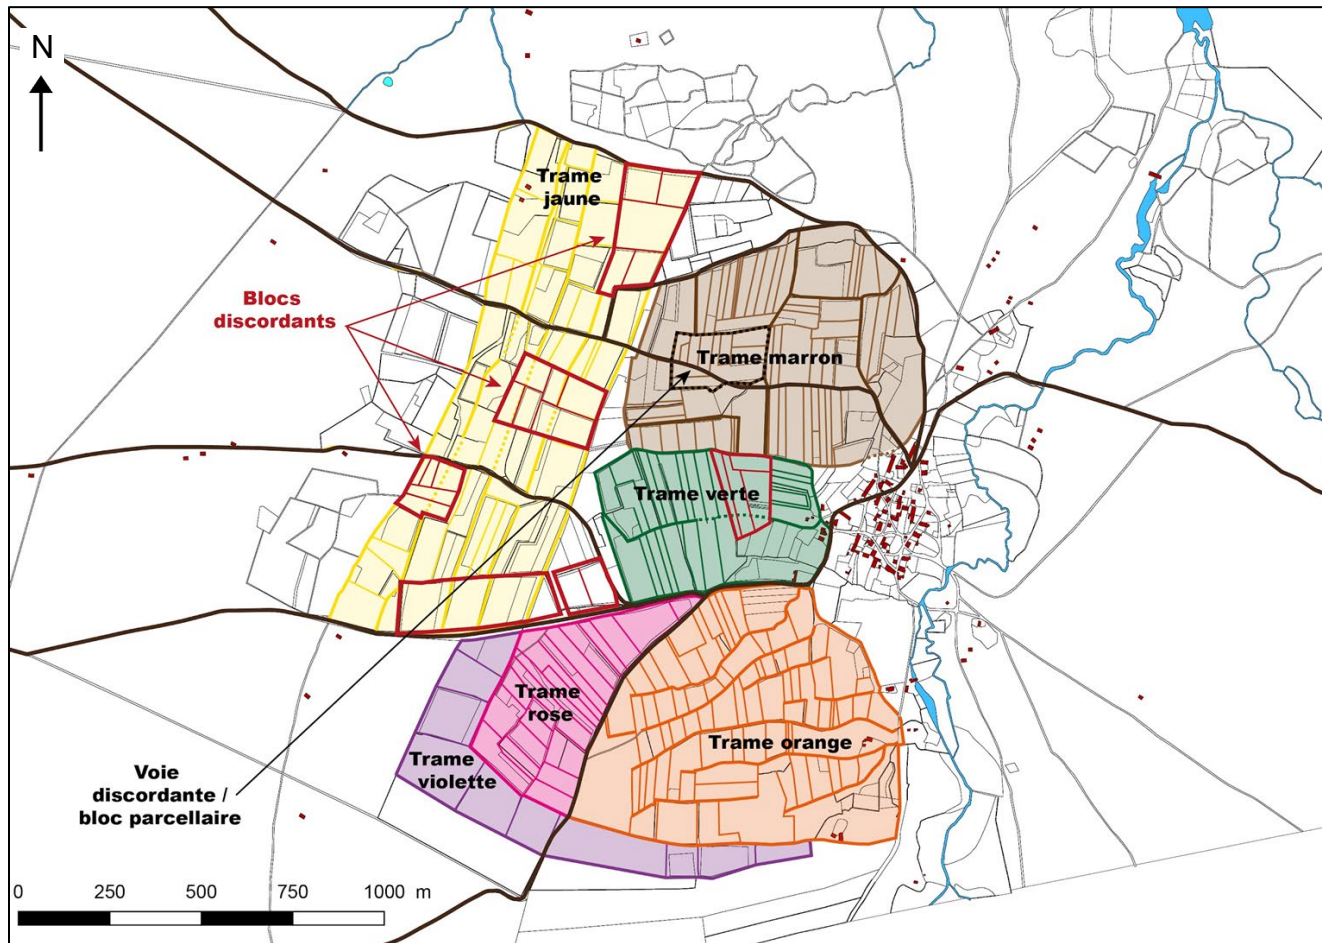 N
Trame
jaune
Blocs
discordants
Trame marron
Trame verte
Trame
rose
Trame orange
Trame
violette
Voie
discordante /
bloc parcellaire
0 250 500 750 1000 m